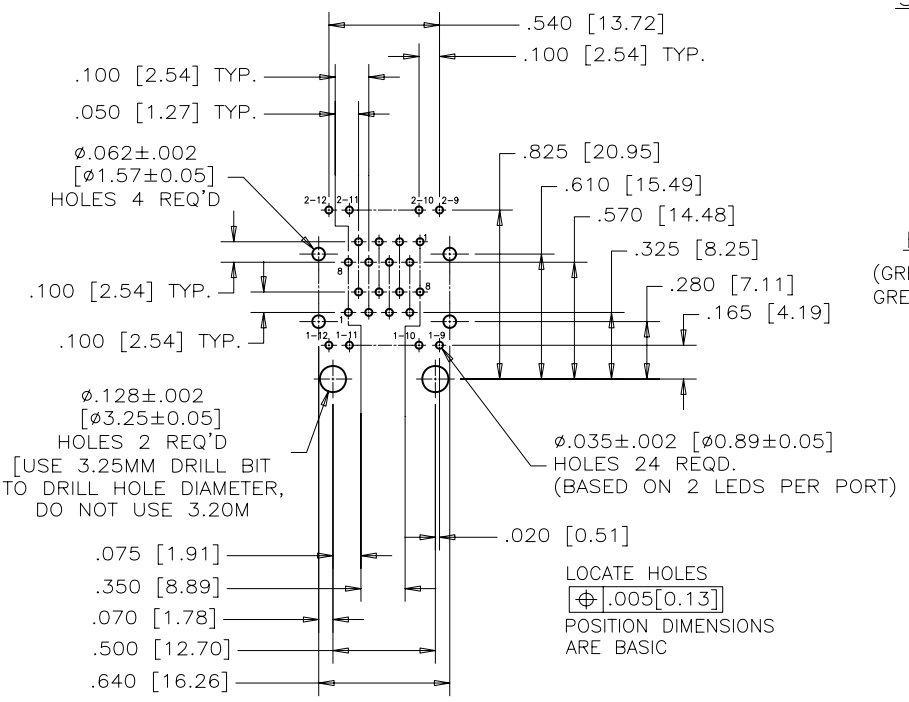 .540 [13.72]
.100 [2.54] TYP.
.100 [2.54] TYP.
.050 [1.27] TYP.
ø.062±.002
[ø1.57±0.05]
HOLES 4 REQ'D
.825 [20.95]
.610 [15.49]
.570 [14.48]
.325 [8.25]
.280 [7.11]
.165 [4.19]
2-12 2-11 2-10 2-9
1
8
8
1
1-12 1-11 1-10 1-9
.100 [2.54] TYP.
.100 [2.54] TYP.
(GRE
GRE
ø.128±.002
[ø3.25±0.05]
HOLES 2 REQ'D
[USE 3.25MM DRILL BIT
TO DRILL HOLE DIAMETER,
DO NOT USE 3.20M
ø.035±.002 [ø0.89±0.05]
HOLES 24 REQD.
(BASED ON 2 LEDS PER PORT)
.020 [0.51]
.075 [1.91]
.350 [8.89]
.070 [1.78]
.500 [12.70]
.640 [16.26]
LOCATE HOLES
⌖ .005[0.13]
POSITION DIMENSIONS
ARE BASIC